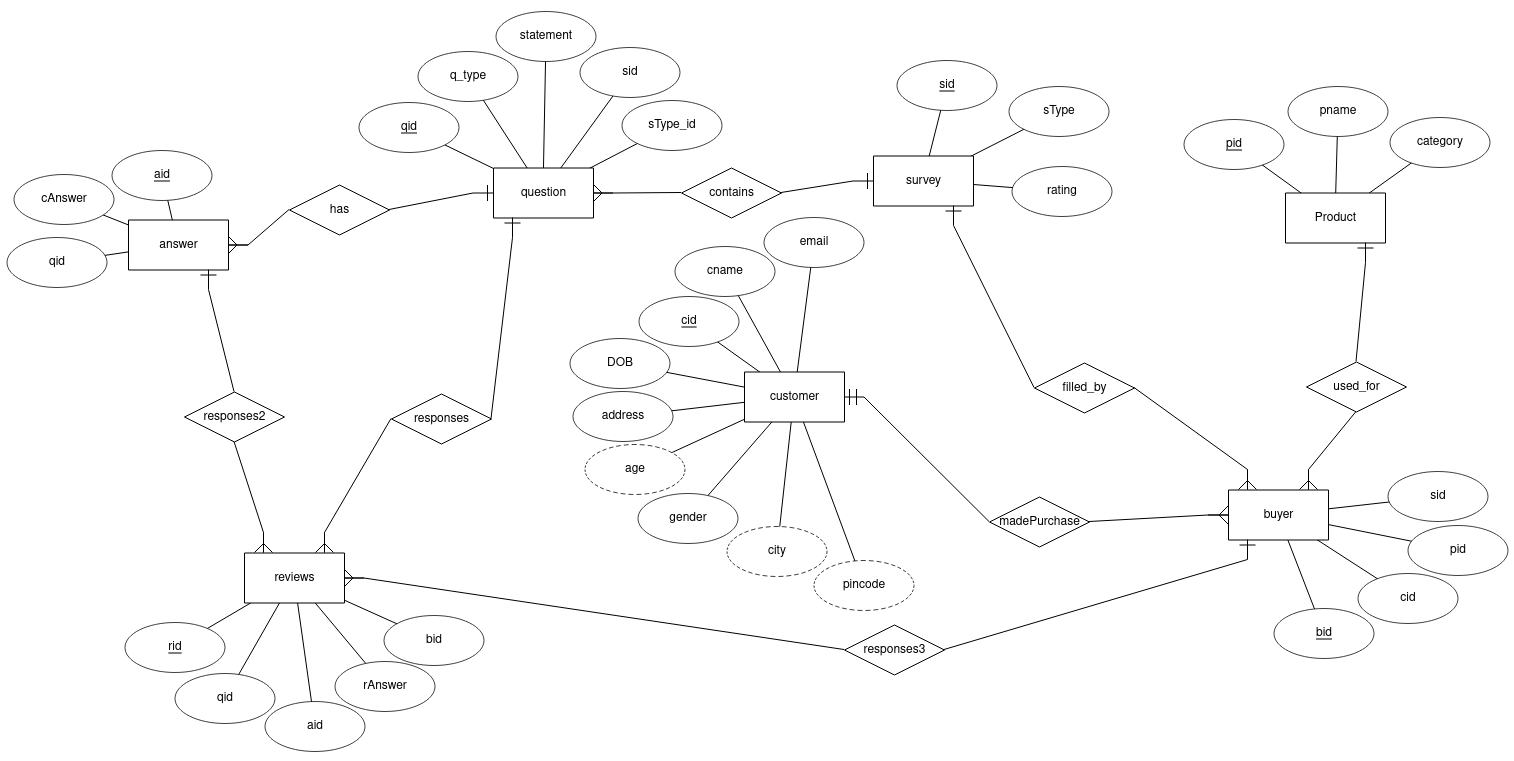 statement
q_type
sid
qid
sType_id
sid
sType
pname
pid
category
aid
cAnswer
has
question
contains
survey
rating
answer
qid
Product
email
cname
cid
DOB
customer
filled_by
used_for
address
responses2
responses
age
gender
madePurchase
buyer
sid
city
pid
reviews
pincode
cid
rid
bid
responses3
bid
qid
rAnswer
aid